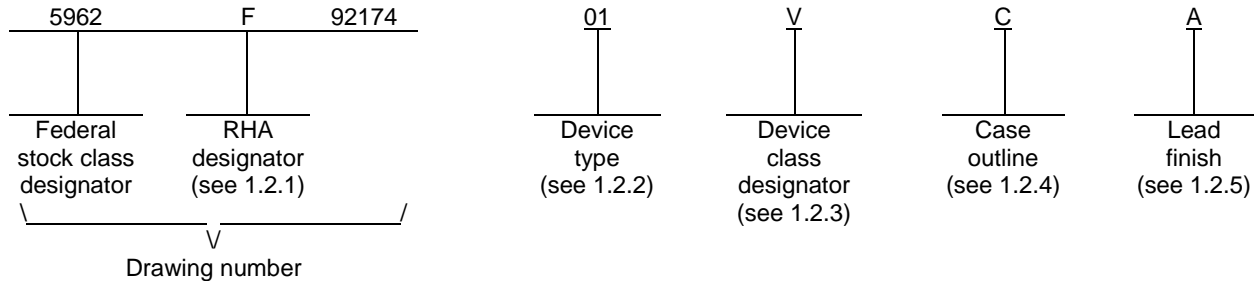 5962 F 92174 01 V C A
Federal stock class designator
RHA designator (see 1.2.1)
Device type (see 1.2.2)
Device class designator (see 1.2.3)
Case outline (see 1.2.4)
Lead finish (see 1.2.5)
\ /
\/
Drawing number